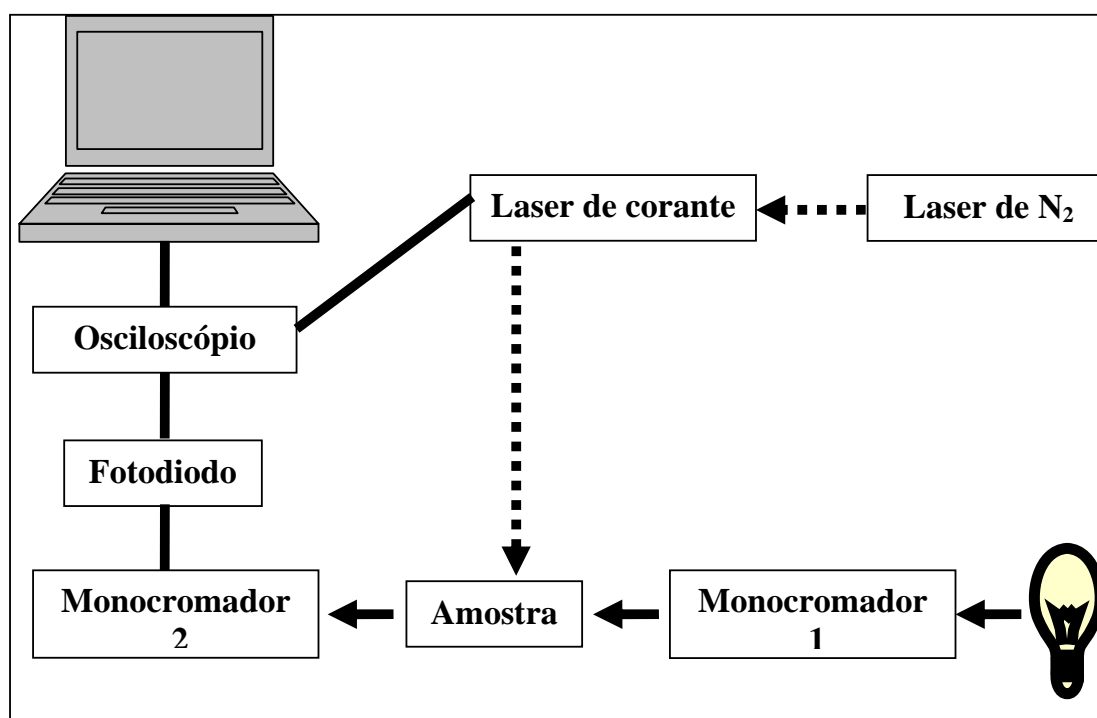 Laser de corante
Laser de N₂
Osciloscópio
Fotodiodo
Monocromador
2
Amostra
Monocromador
1